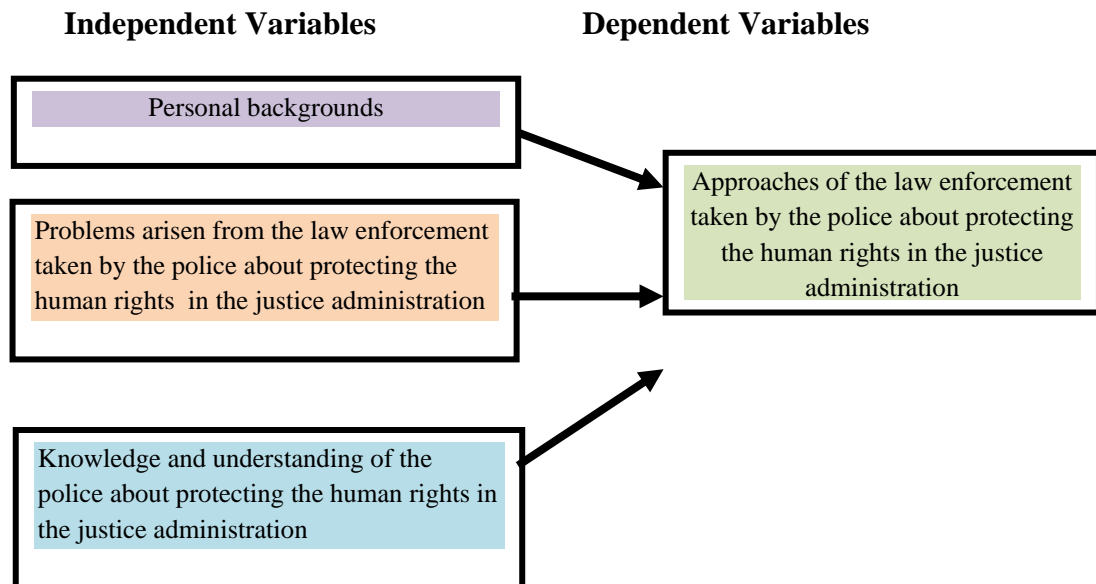 Independent Variables
Dependent Variables
Personal backgrounds
Problems arisen from the law enforcement
taken by the police about protecting the
human rights in the justice administration
Knowledge and understanding of the
police about protecting the human rights in
the justice administration
Approaches of the law enforcement
taken by the police about protecting
the human rights in the justice
administration